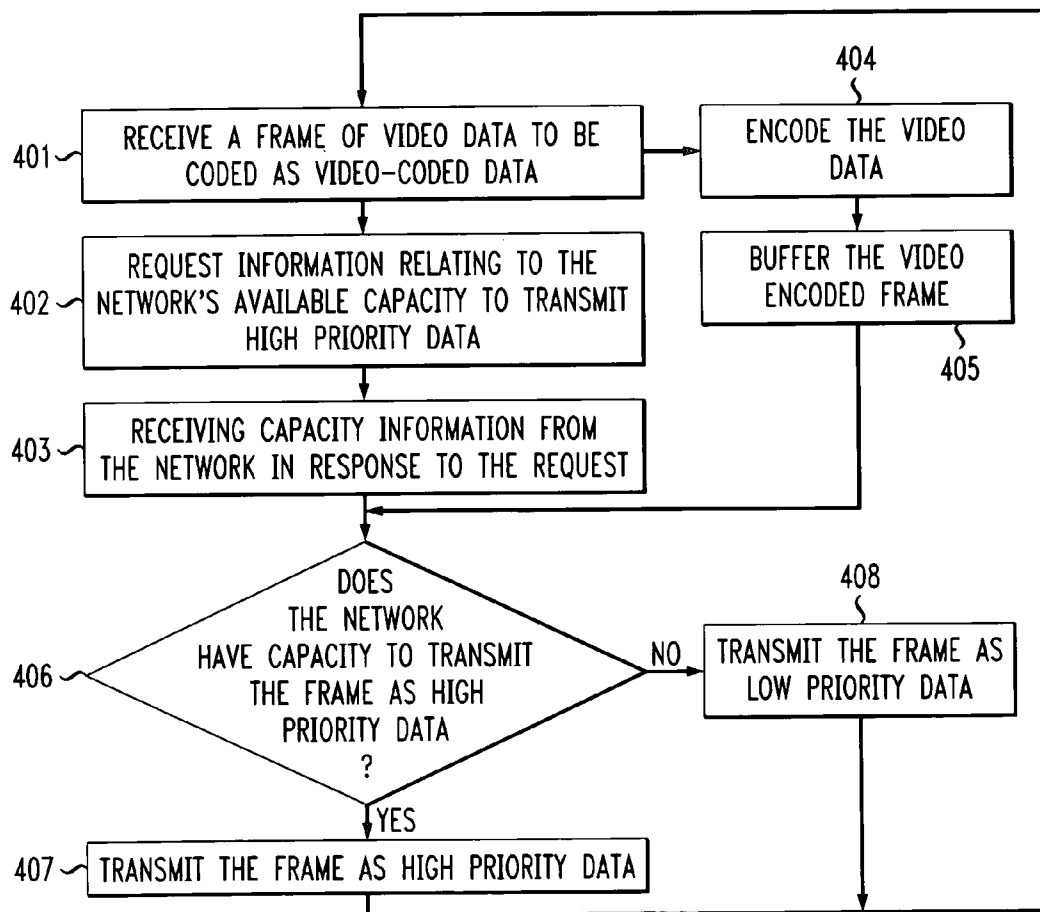 401
RECEIVE A FRAME OF VIDEO DATA TO BE
CODED AS VIDEO-CODED DATA
404
ENCODE THE VIDEO
DATA
402
REQUEST INFORMATION RELATING TO THE
NETWORK'S AVAILABLE CAPACITY TO TRANSMIT
HIGH PRIORITY DATA
BUFFER THE VIDEO
ENCODED FRAME
405
403
RECEIVING CAPACITY INFORMATION FROM
THE NETWORK IN RESPONSE TO THE REQUEST
406
DOES
THE NETWORK
HAVE CAPACITY TO TRANSMIT
THE FRAME AS HIGH
PRIORITY DATA
?
NO
408
TRANSMIT THE FRAME AS
LOW PRIORITY DATA
YES
407
TRANSMIT THE FRAME AS HIGH PRIORITY DATA